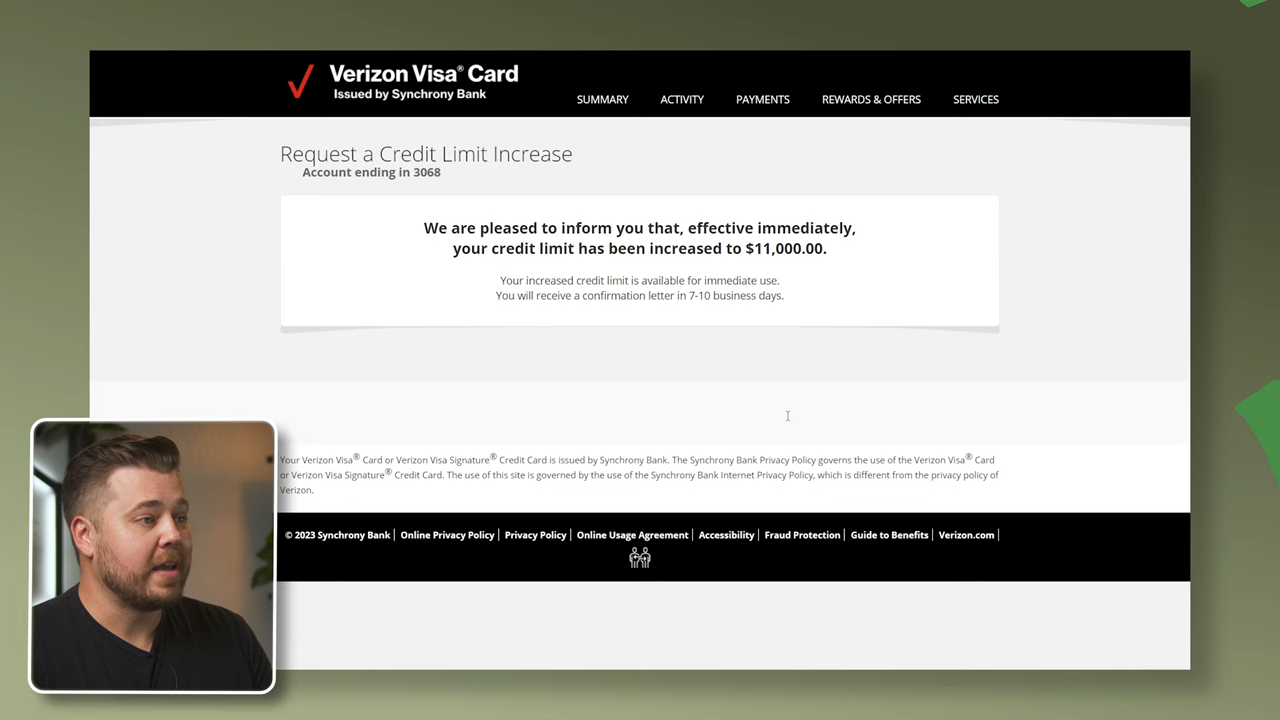 Verizon Visa® Card
Issued by Synchrony Bank
SUMMARY ACTIVITY PAYMENTS REWARDS & OFFERS SERVICES
Request a Credit Limit Increase
Account ending in 3068
We are pleased to inform you that, effective immediately,
your credit limit has been increased to $11,000.00.
Your increased credit limit is available for immediate use.
You will receive a confirmation letter in 7-10 business days.
Your Verizon Visa® Card or Verizon Visa Signature® Credit Card is issued by Synchrony Bank. The Synchrony Bank Privacy Policy governs the use of the Verizon Visa® Card
or Verizon Visa Signature® Credit Card. The use of this site is governed by the use of the Synchrony Bank Internet Privacy Policy, which is different from the privacy policy of
Verizon.
© 2023 Synchrony Bank | Online Privacy Policy | Privacy Policy | Online Usage Agreement | Accessibility | Fraud Protection | Guide to Benefits | Verizon.com |